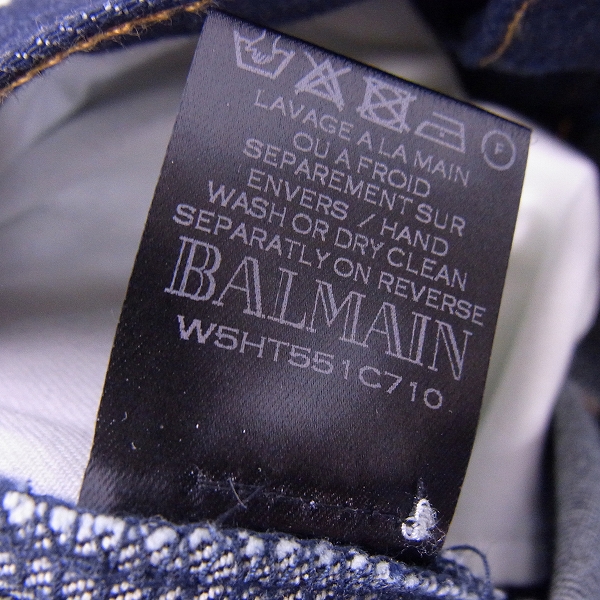 F
LAVAGE A LA MAIN
OU A FROID
SEPAREMENT SUR
ENVERS / HAND
WASH OR DRY CLEAN
SEPARATLY ON REVERSE
BALMAIN
W5HT551C710